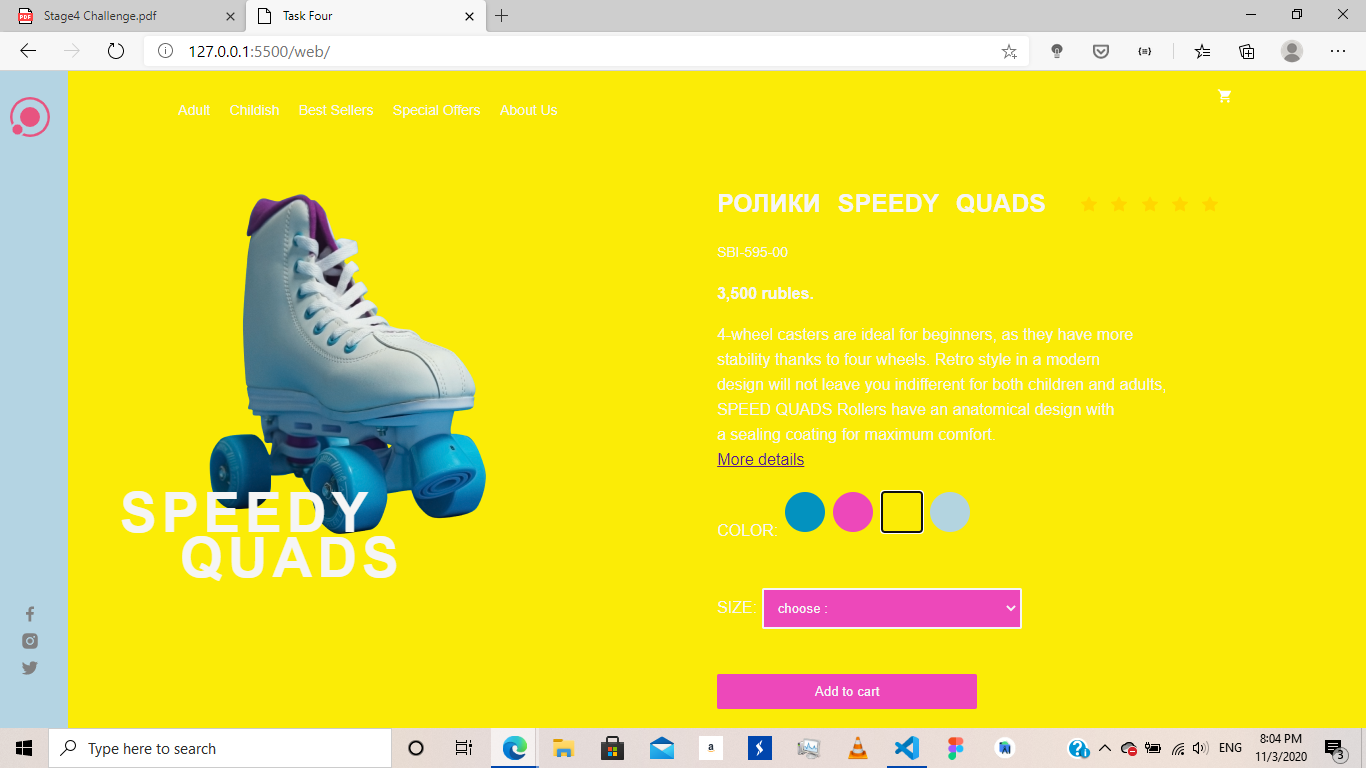 Stage4 Challenge.pdf
Task Four
127.0.0.1:5500/web/
Adult Childish Best Sellers Special Offers About Us
РОЛИКИ SPEEDY QUADS
SBI-595-00
3,500 rubles.
4-wheel casters are ideal for beginners, as they have more
stability thanks to four wheels. Retro style in a modern
design will not leave you indifferent for both children and adults,
SPEED QUADS Rollers have an anatomical design with
a sealing coating for maximum comfort.
More details
SPEEDY
QUADS
COLOR:
SIZE: choose :
Add to cart
Type here to search
a
ENG
8:04 PM
11/3/2020
3